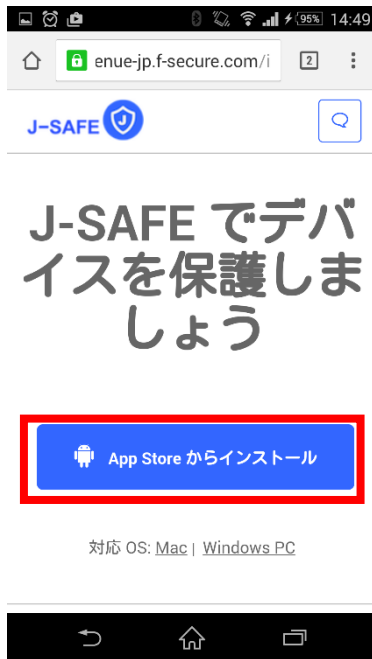 95% 14:49
enue-jp.f-secure.com/i 2
J-SAFE J
J-SAFE でデバ
イスを保護しま
しょう
App Store からインストール
対応 OS: Mac | Windows PC